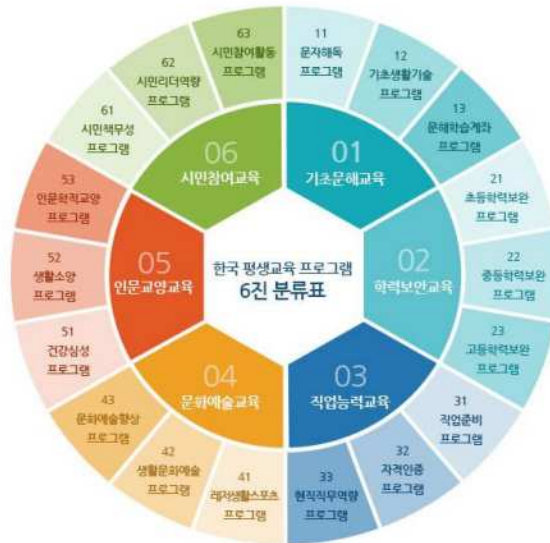 한국 평생교육 프로그램
6진 분류표
01
기초문해교육
11
문자해독
프로그램
12
기초생활기술
프로그램
13
문해학습계좌
프로그램
02
학력보안교육
21
초등학력보완
프로그램
22
중등학력보완
프로그램
23
고등학력보완
프로그램
03
직업능력교육
31
직업준비
프로그램
32
자격인증
프로그램
33
현직직무역량
프로그램
04
문화예술교육
41
레저생활스포츠
프로그램
42
생활문화예술
프로그램
43
문화예술향상
프로그램
05
인문교양교육
51
건강심성
프로그램
52
생활소양
프로그램
53
인문학적교양
프로그램
06
시민참여교육
61
시민책무성
프로그램
62
시민리더역량
프로그램
63
시민참여활동
프로그램